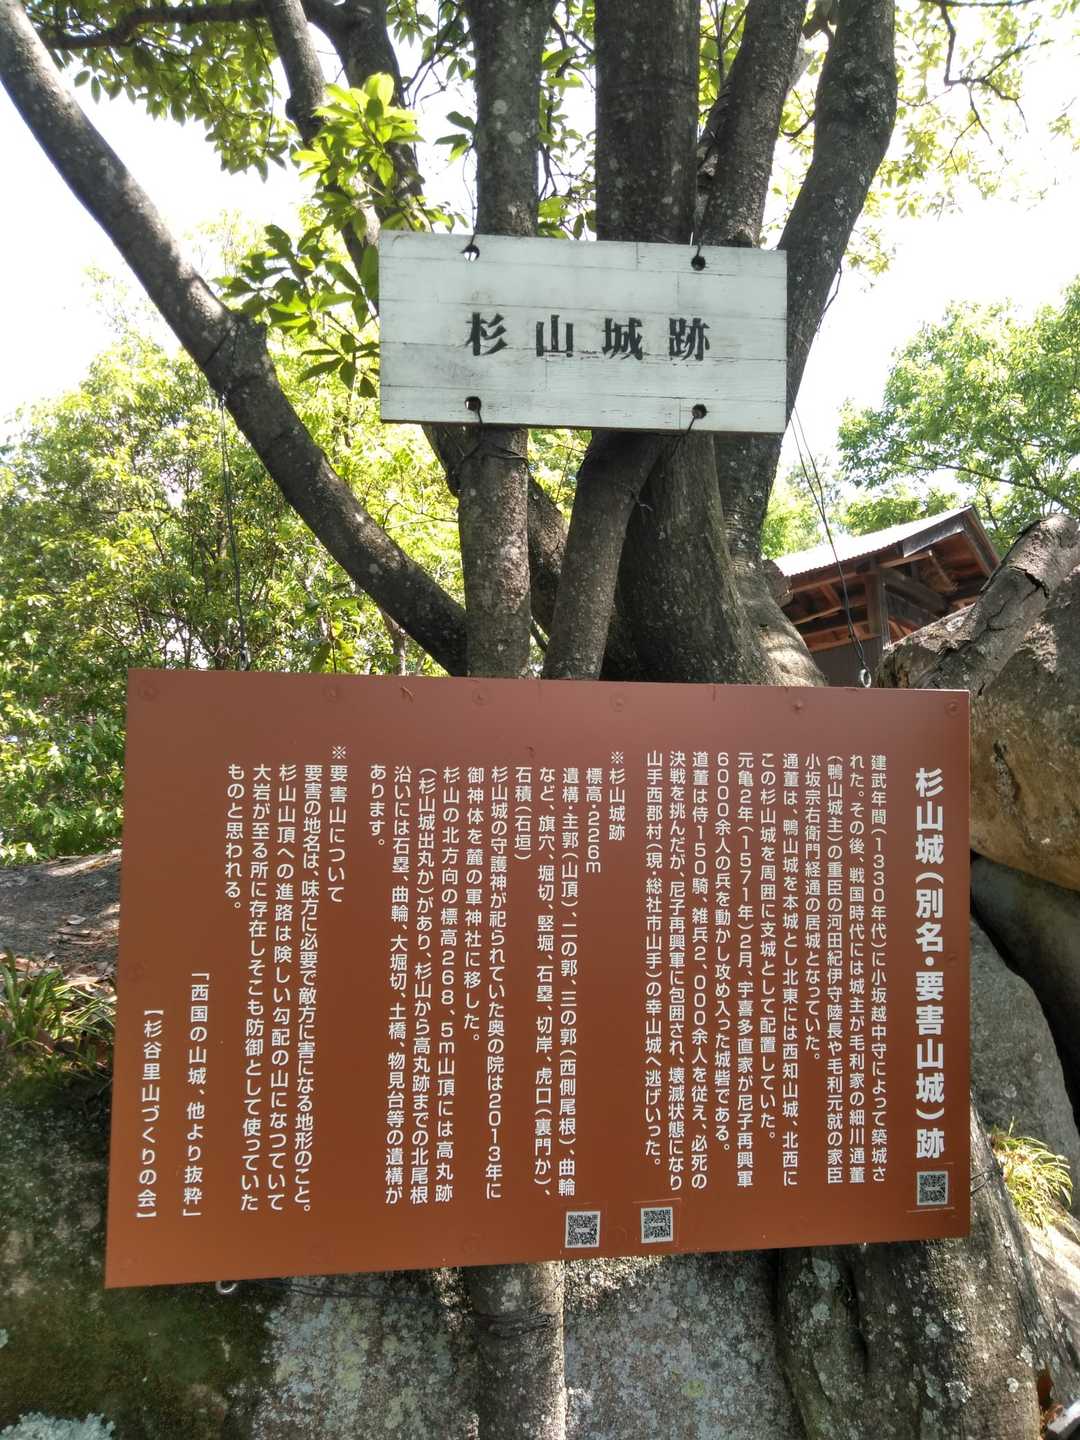 杉山城跡
杉山城(別名・要害山城)跡
建武年間(1330年代)に小坂越中守によって築城さ
れた。その後、戦国時代には城主が毛利家の細川通董
(鴨山城主)の重臣の河田紀伊守陸長や毛利元就の家臣
小坂宗右衛門経通の居城となっていた。
通董は、鴨山城を本城とし北東には西知山城、北西に
この杉山城を周囲に支城として配置していた。
元亀2年(1571年)2月、宇喜多直家が尼子再興軍
6000余人の兵を動かし攻め入った城砦である。
道董は侍150騎、雑兵2,000余人を従え、必死の
決戦を挑んだが、尼子再興軍に包囲され、壊滅状態になり
山手西郡村(現・総社市山手)の幸山城へ逃げいった。
※杉山城跡
標高・226m
遺構・主郭(山頂)、二の郭、三の郭(西側尾根)、曲輪
など、旗穴、堀切、竪堀、石塁、切岸、虎口(裏門か)、
石積(石垣)
杉山城の守護神が祀られていた奥の院は2013年に
御神体を麓の軍神社に移した。
杉山の北方向の標高268、5m山頂には高丸跡
(杉山城出丸か)があり、杉山から高丸跡までの北尾根
沿いには石塁、曲輪、大堀切、土橋、物見台等の遺構が
あります。
※要害山について
要害の地名は、味方に必要で敵方に害になる地形のこと。
杉山山頂への進路は険しい勾配の山になつていて
大岩が至る所に存在しそこも防御として使っていた
ものと思われる。
「西国の山城、他より抜粋」
【杉谷里山づくりの会】